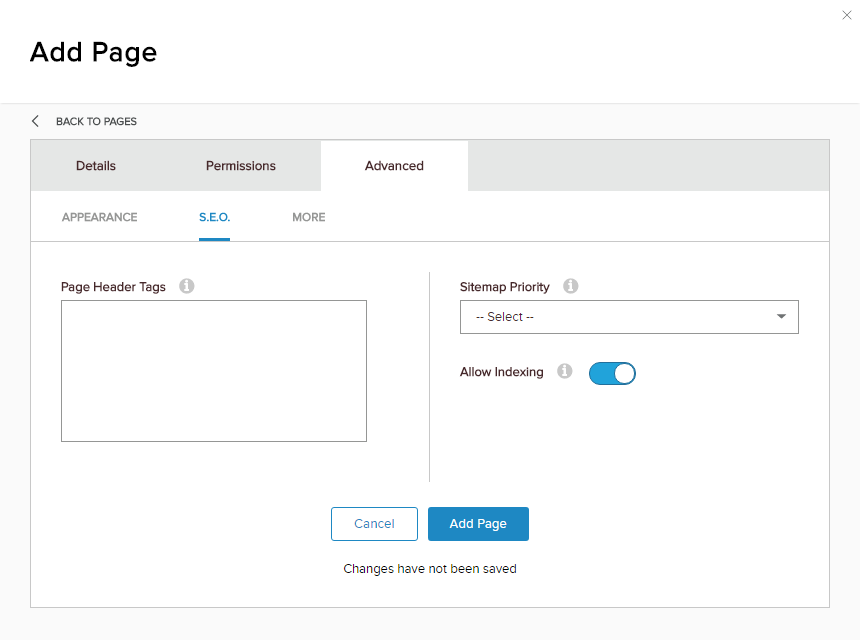 Add Page
BACK TO PAGES
Details Permissions Advanced
APPEARANCE S.E.O. MORE
Page Header Tags
Sitemap Priority
-- Select --
Allow Indexing
Cancel Add Page
Changes have not been saved